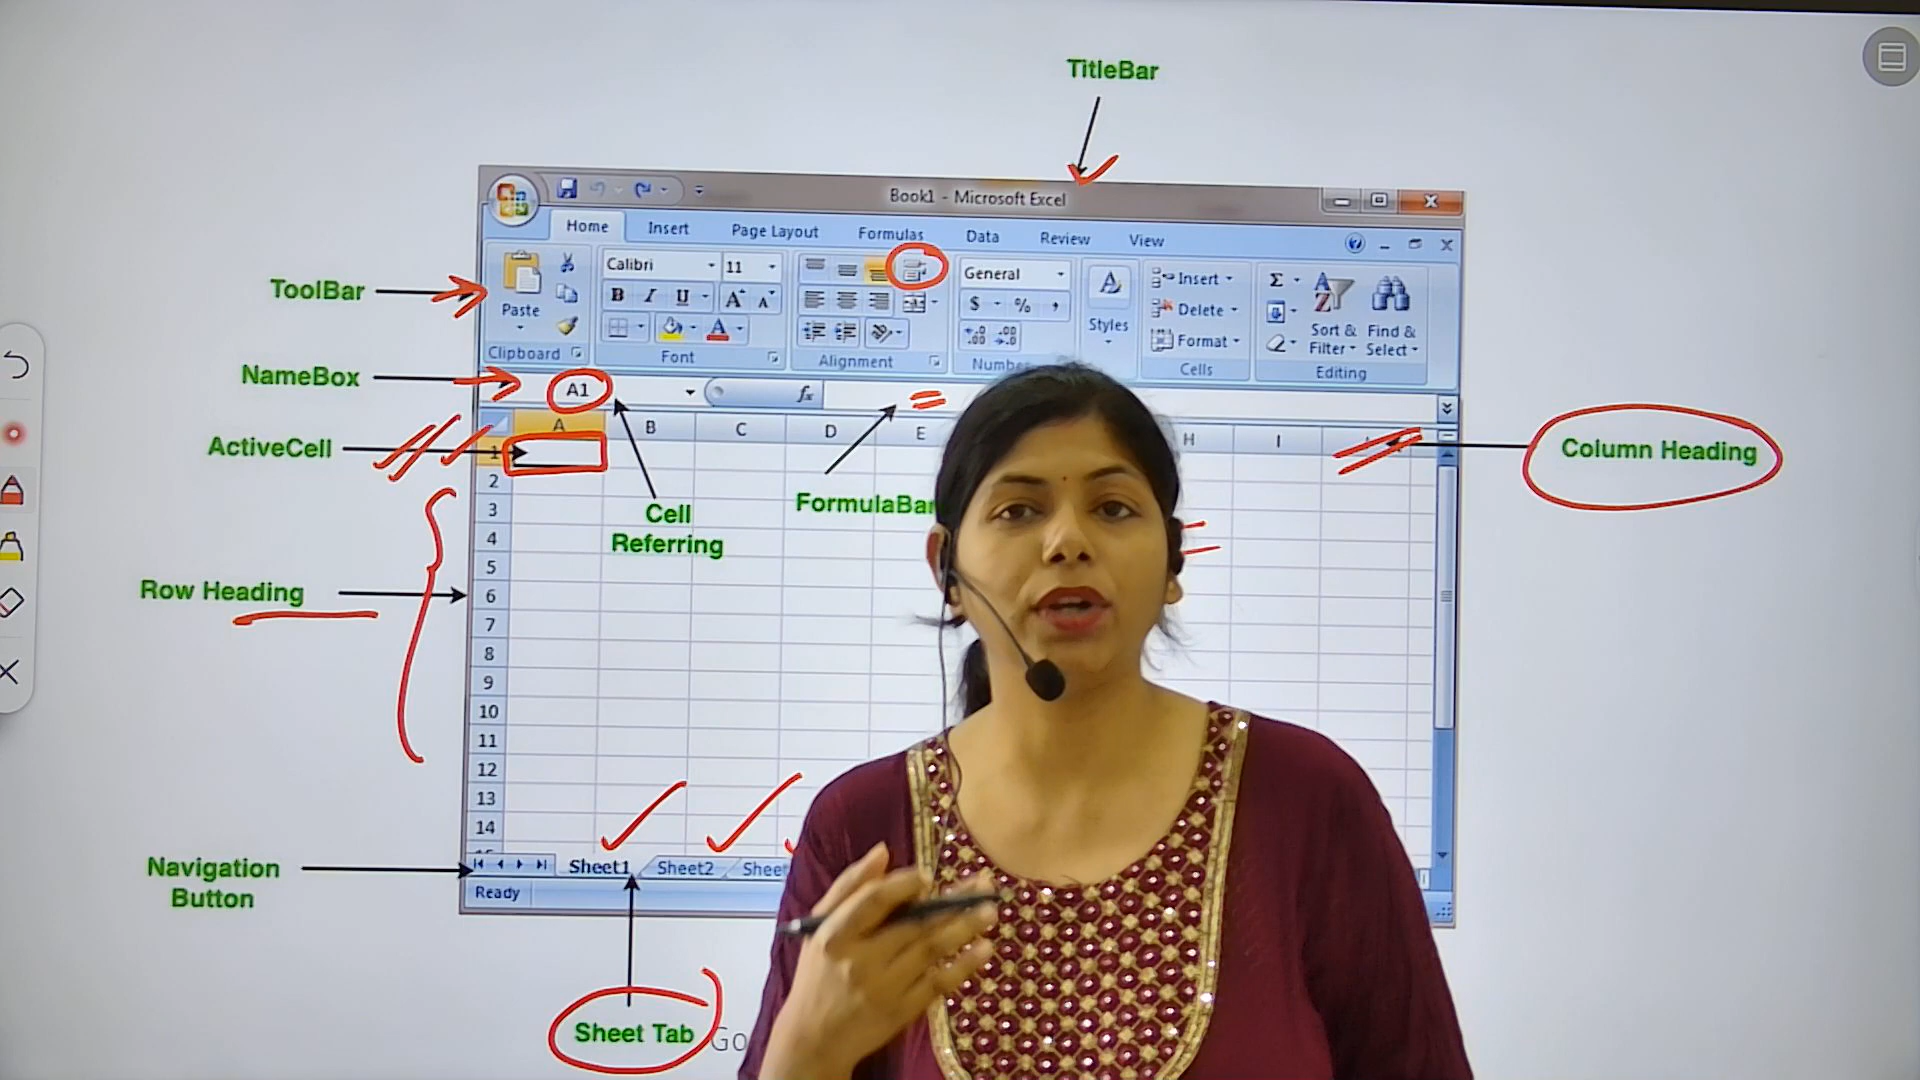 TitleBar
Book1 - Microsoft Excel
Home Insert Page Layout Formulas Data Review View
ToolBar
Calibri 11 General Insert
B I U A A $ % , Delete
Paste Styles Sort & Find &
Format Filter Select
Clipboard Font Alignment Cells Editing
NameBox
A1 fx =
A B C D E H I
ActiveCell
Column Heading
1
2
3
4
5
6
7
8
9
10
11
12
13
14
Cell
Referring
FormulaBar
Row Heading
Navigation
Button
Sheet1 Sheet2
Ready
Sheet Tab